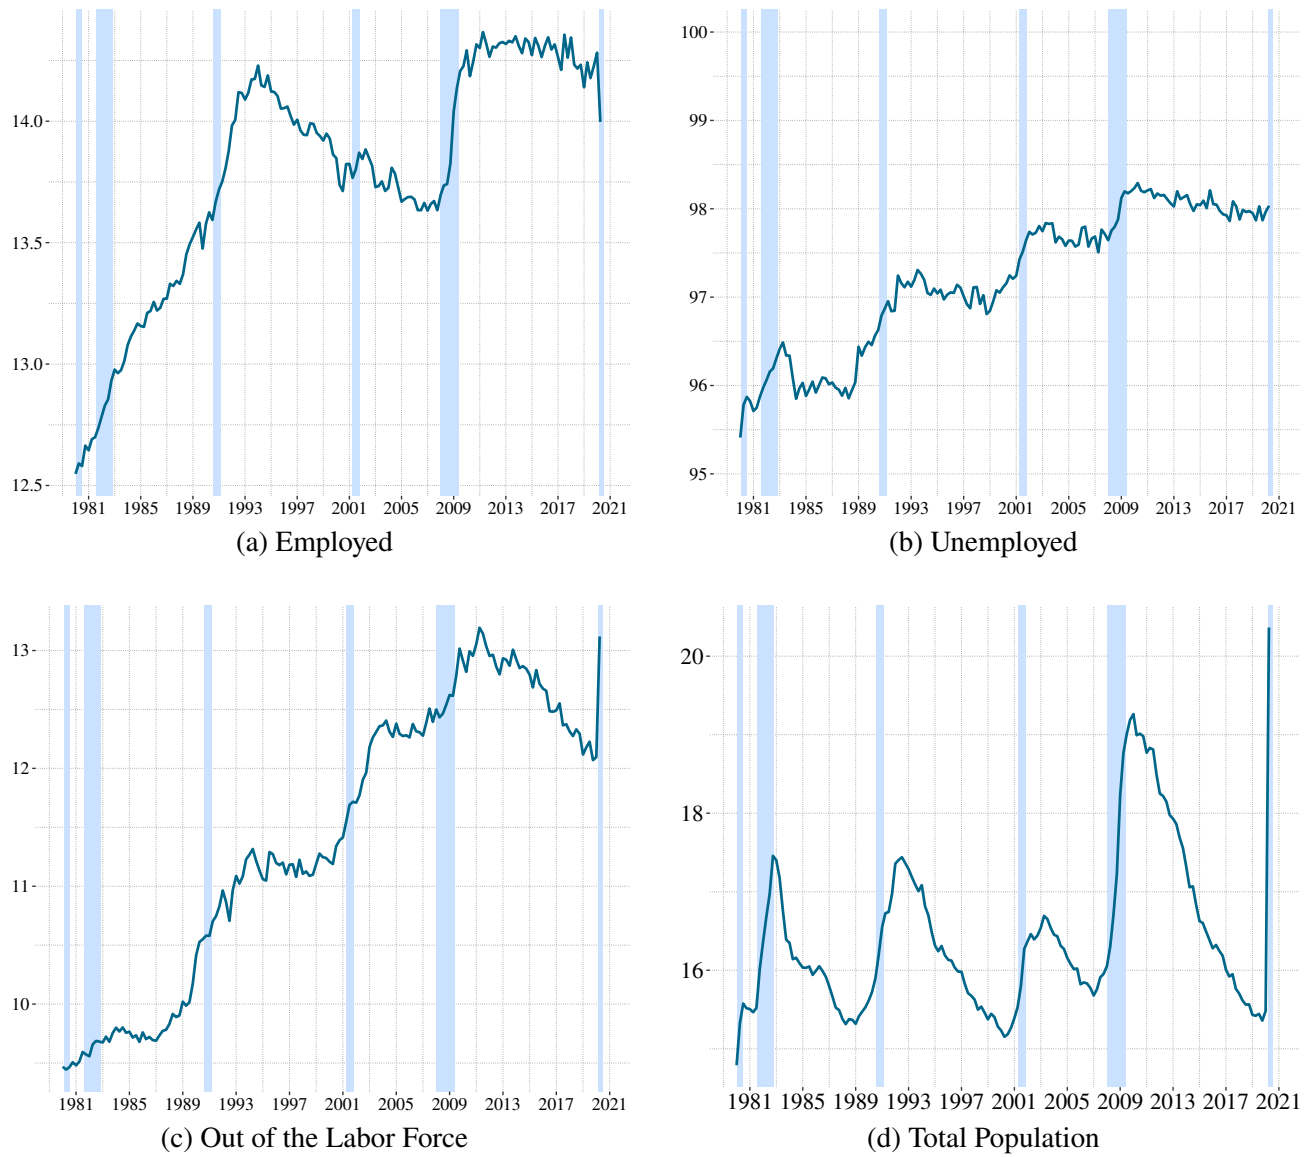 14.0
13.5
13.0
12.5
1981 1985 1989 1993 1997 2001 2005 2009 2013 2017 2021
(a) Employed
100
99
98
97
96
95
1981 1985 1989 1993 1997 2001 2005 2009 2013 2017 2021
(b) Unemployed
13
12
11
10
1981 1985 1989 1993 1997 2001 2005 2009 2013 2017 2021
(c) Out of the Labor Force
20
18
16
1981 1985 1989 1993 1997 2001 2005 2009 2013 2017 2021
(d) Total Population